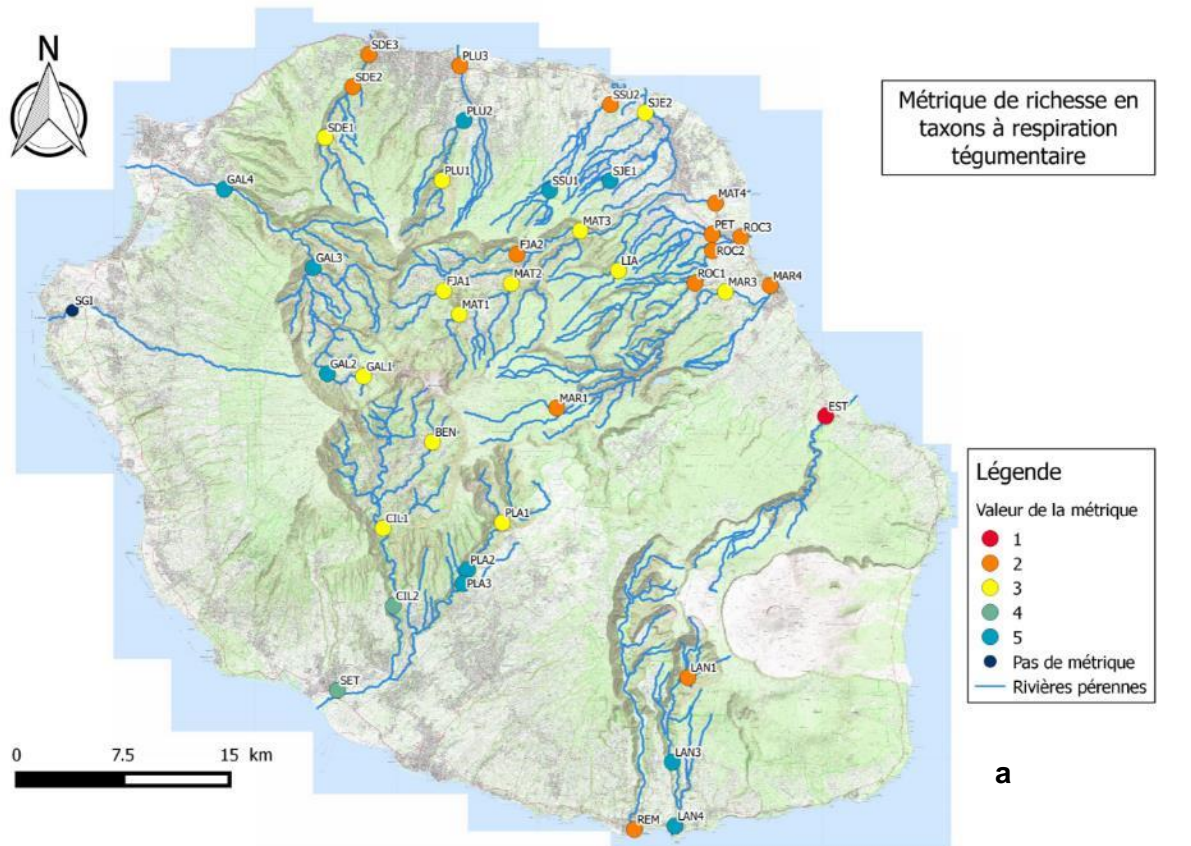 N
Métrique de richesse en
taxons à respiration
tégumentaire
SDE3
PLU3
SDE2
SSU2
SJE2
PLU2
SDE1
PLU1
SSU1
SJE1
GAL4
MAT4
MAT3
PET
ROC3
FJA2
ROC2
GAL3
LIA
MAT2
ROC1
MAR4
FJA1
MAR3
SGI
MAT1
GAL2
GAL1
MAR1
EST
BEN
CIL1
PLA1
PLA2
PLA3
CIL2
LAN1
SET
LAN3
REM
LAN4
Légende
Valeur de la métrique
1
2
3
4
5
Pas de métrique
Rivières pérennes
0 7.5 15 km
a